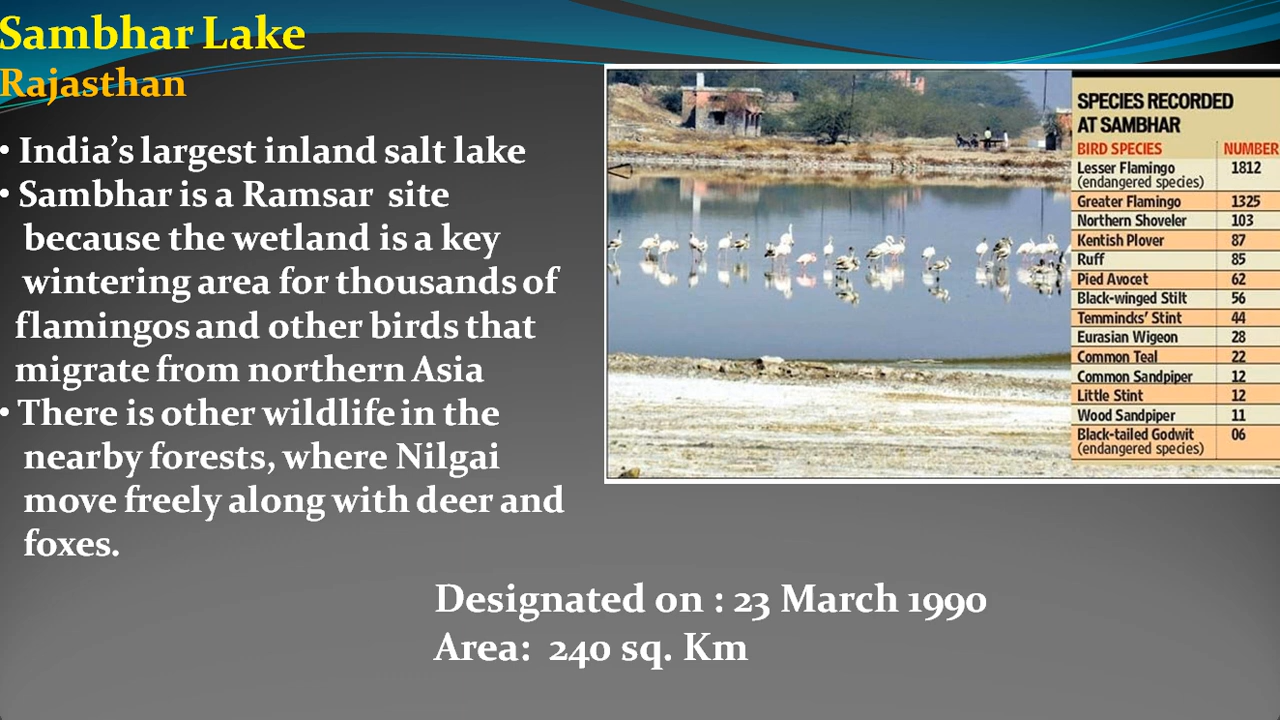 Sambhar Lake
Rajasthan
• India's largest inland salt lake
• Sambhar is a Ramsar site
because the wetland is a key
wintering area for thousands of
flamingos and other birds that
migrate from northern Asia
• There is other wildlife in the
nearby forests, where Nilgai
move freely along with deer and
foxes.
SPECIES RECORDED
AT SAMBHAR
BIRD SPECIES NUMBER
Lesser Flamingo 1812
(endangered species)
Greater Flamingo 1325
Northern Shoveler 103
Kentish Plover 87
Ruff 85
Pied Avocet 62
Black-winged Stilt 56
Temmincks' Stint 44
Eurasian Wigeon 28
Common Teal 22
Common Sandpiper 12
Little Stint 12
Wood Sandpiper 11
Black-tailed Godwit 06
(endangered species)
Designated on : 23 March 1990
Area: 240 sq. Km